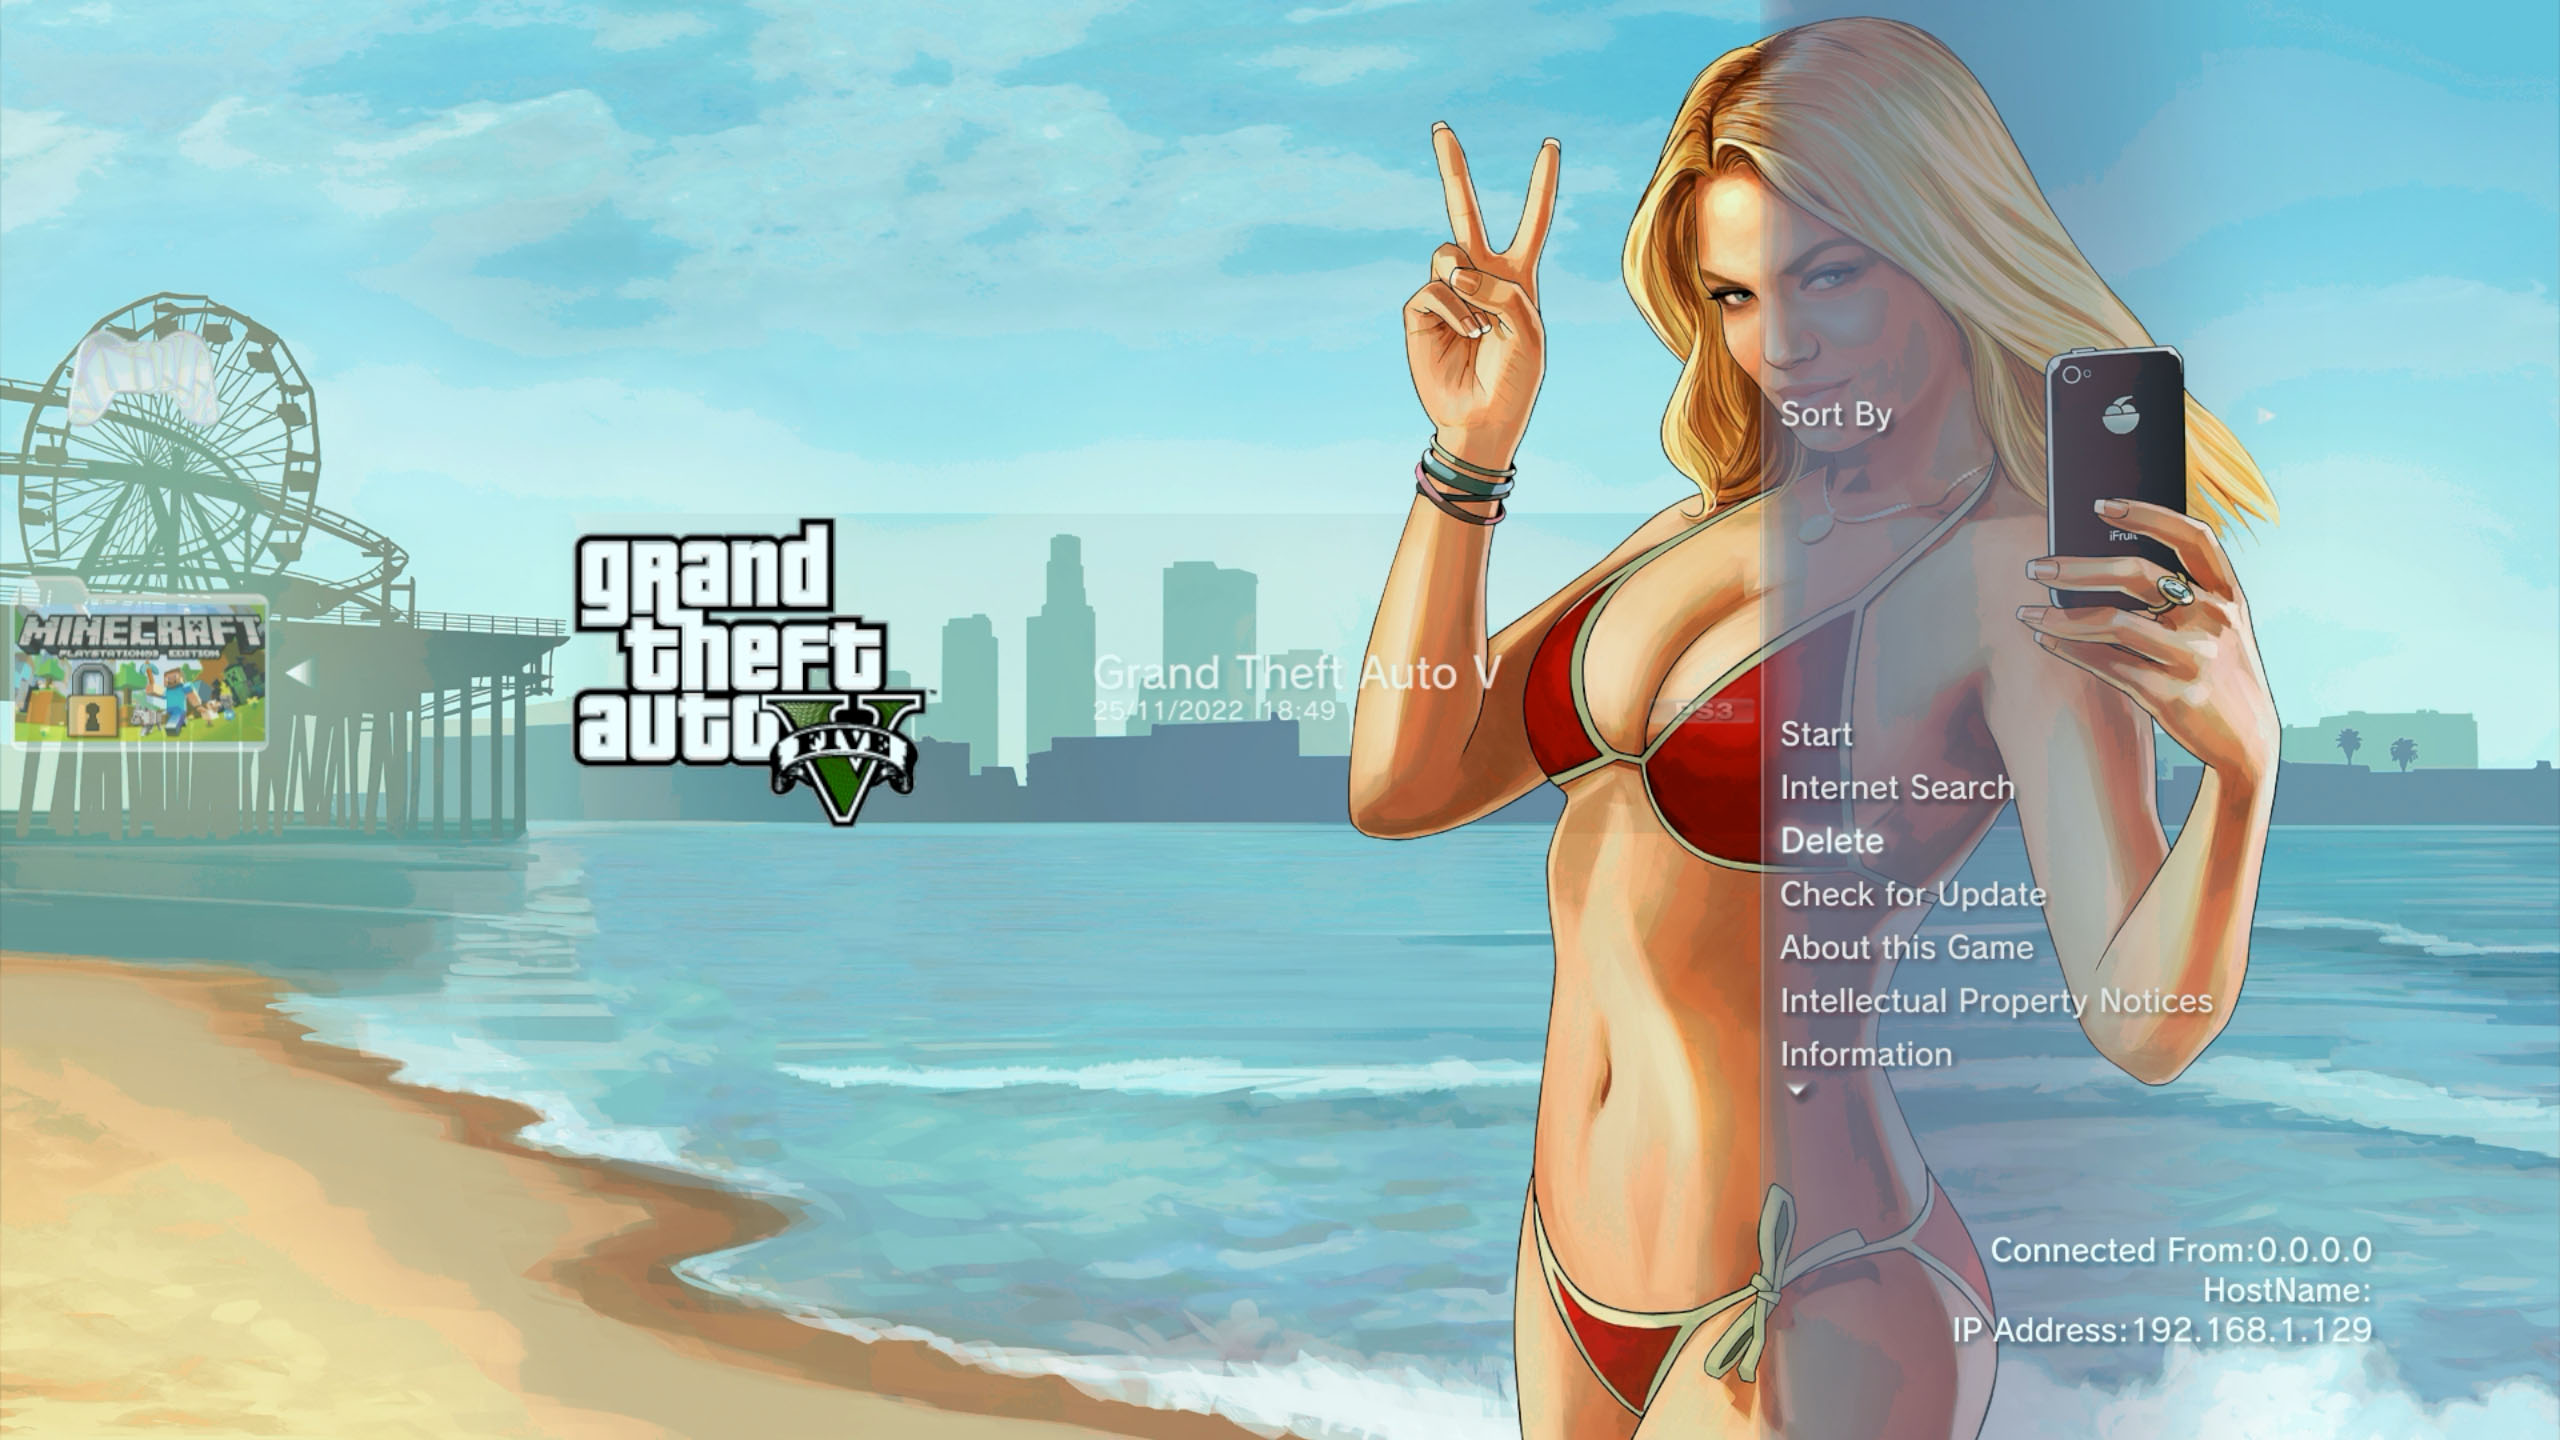 Sort By
iFruit
grand
theft
auto
FIVE
V
MINECRAFT
PLAYSTATION®3 EDITION
Grand Theft Auto V
25/11/2022 18:49
PS3
Start
Internet Search
Delete
Check for Update
About this Game
Intellectual Property Notices
Information
Connected From:0.0.0.0
HostName:
IP Address:192.168.1.129